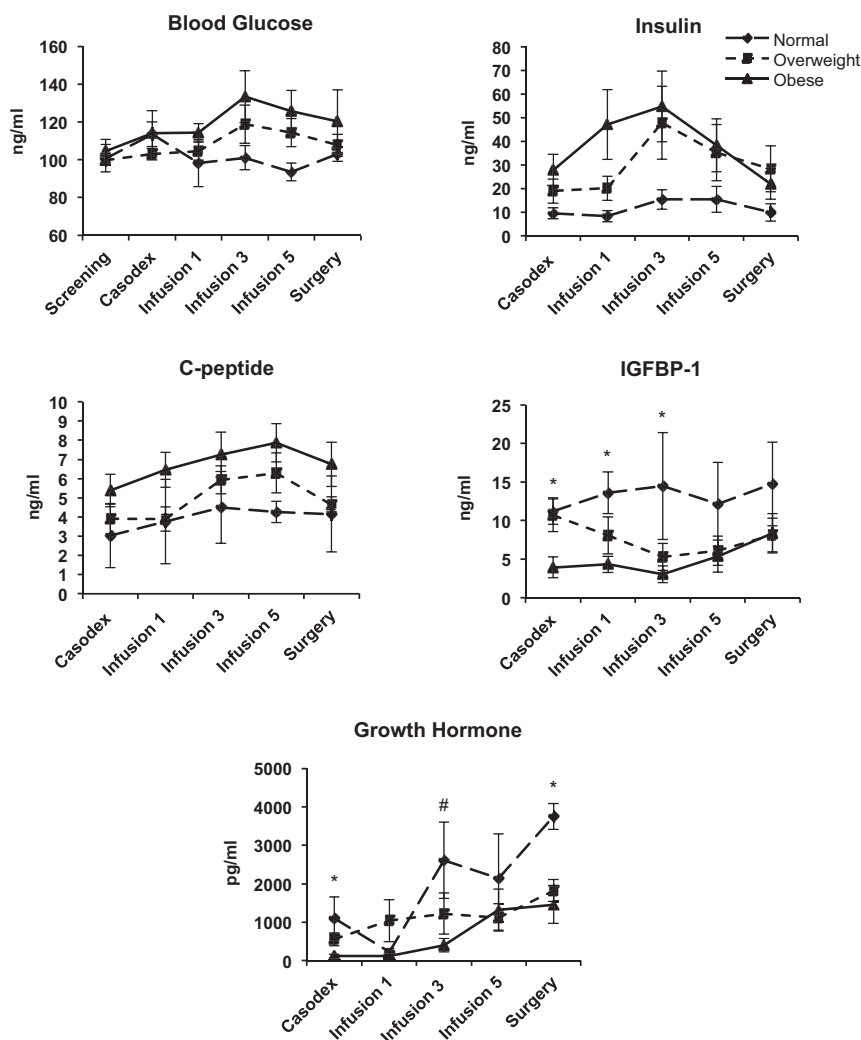 Blood Glucose
ng/ml
160
140
120
100
80
60
Screening
Casodex
Infusion 1
Infusion 3
Infusion 5
Surgery
Insulin
Normal
Overweight
Obese
ng/ml
80
70
60
50
40
30
20
10
0
Casodex
Infusion 1
Infusion 3
Infusion 5
Surgery
C-peptide
ng/ml
10
9
8
7
6
5
4
3
2
1
0
Casodex
Infusion 1
Infusion 3
Infusion 5
Surgery
IGFBP-1
ng/ml
25
20
15
10
5
0
*
*
*
Casodex
Infusion 1
Infusion 3
Infusion 5
Surgery
Growth Hormone
pg/ml
5000
4000
3000
2000
1000
0
*
#
*
Casodex
Infusion 1
Infusion 3
Infusion 5
Surgery